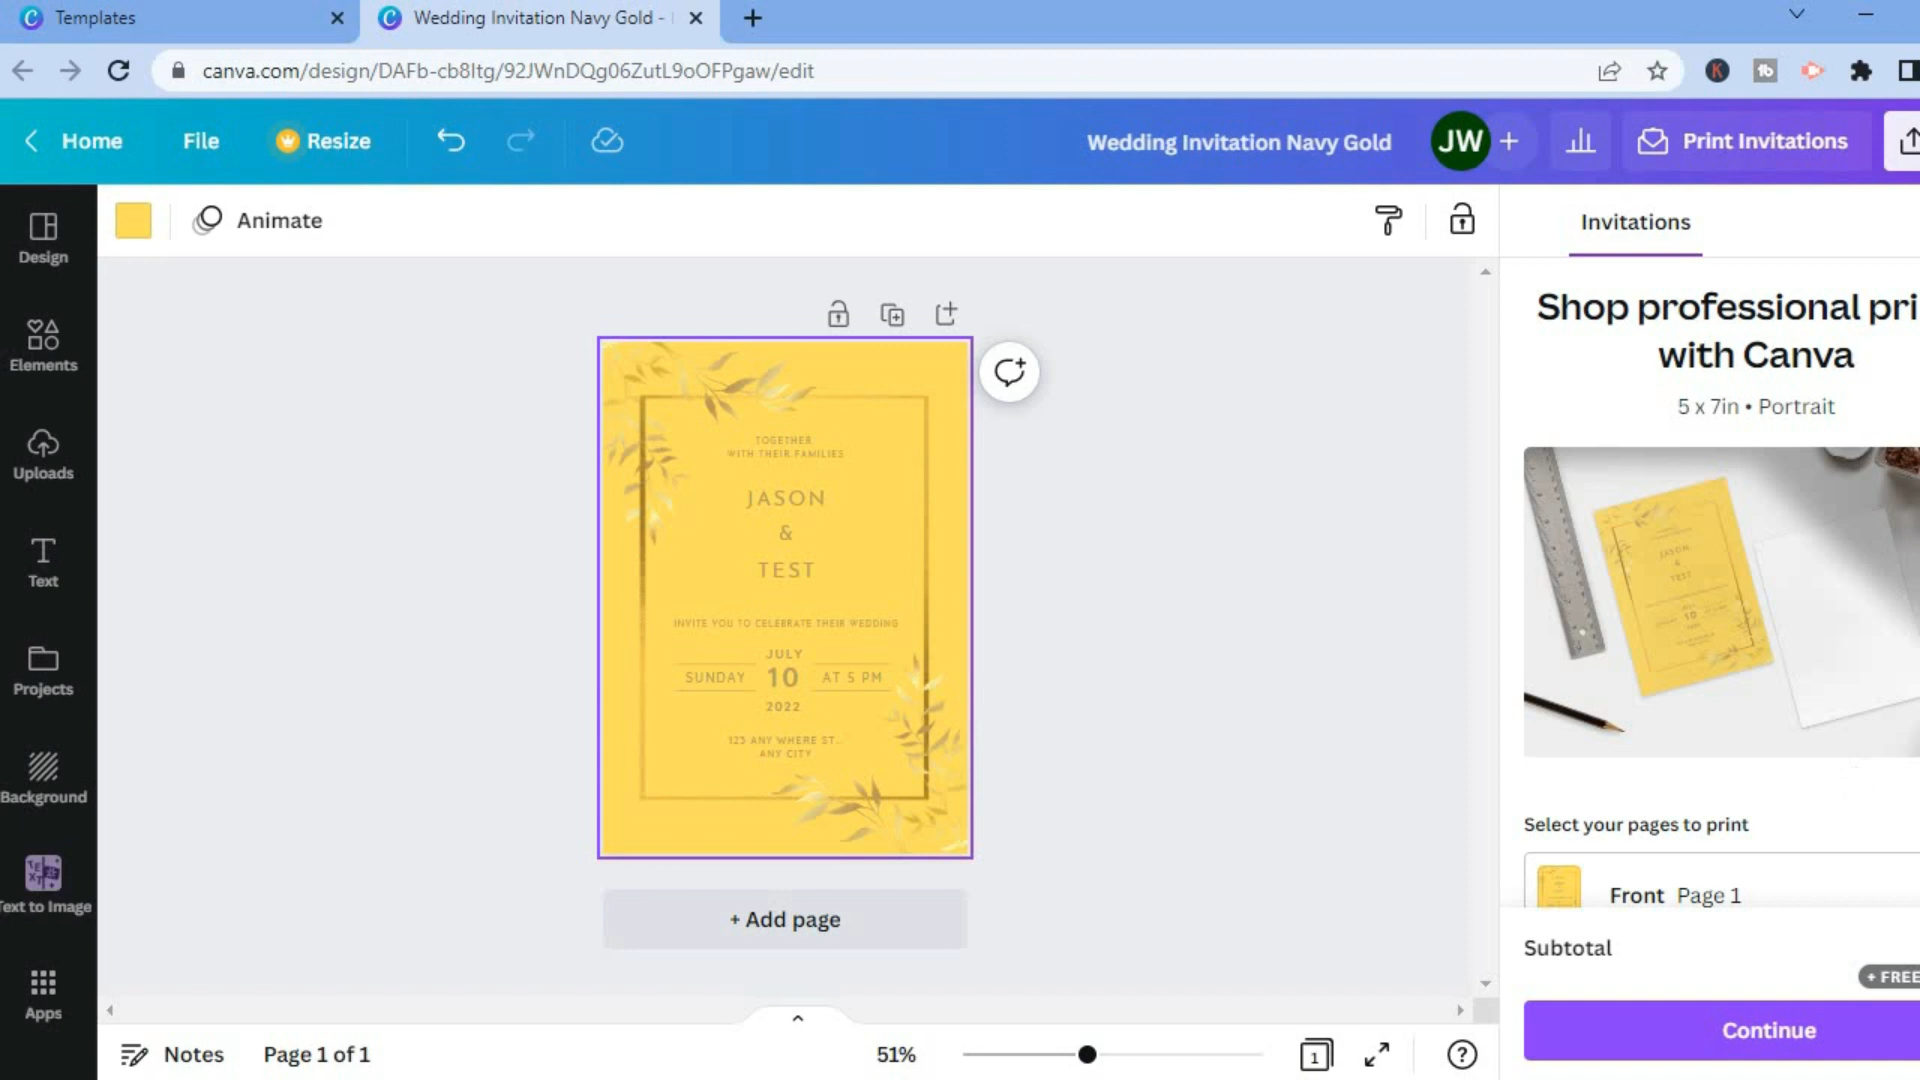 Templates
Wedding Invitation Navy Gold -
canva.com/design/DAFb-cb8Itg/92JWnDQg06ZutL9oOFPgaw/edit
Home
File
Resize
Wedding Invitation Navy Gold
JW
Print Invitations
Animate
Invitations
Design
Elements
Uploads
Text
Projects
Background
Text to Image
Apps
TOGETHER
WITH THEIR FAMILIES
JASON
&
TEST
INVITE YOU TO CELEBRATE THEIR WEDDING
JULY
SUNDAY 10 AT 5 PM
2022
123 ANY WHERE ST.,
ANY CITY
+ Add page
Shop professional pri
with Canva
5 x 7in • Portrait
JASON
&
TEST
10
Select your pages to print
Front Page 1
Subtotal
+ FREE
Continue
Notes
Page 1 of 1
51%
1